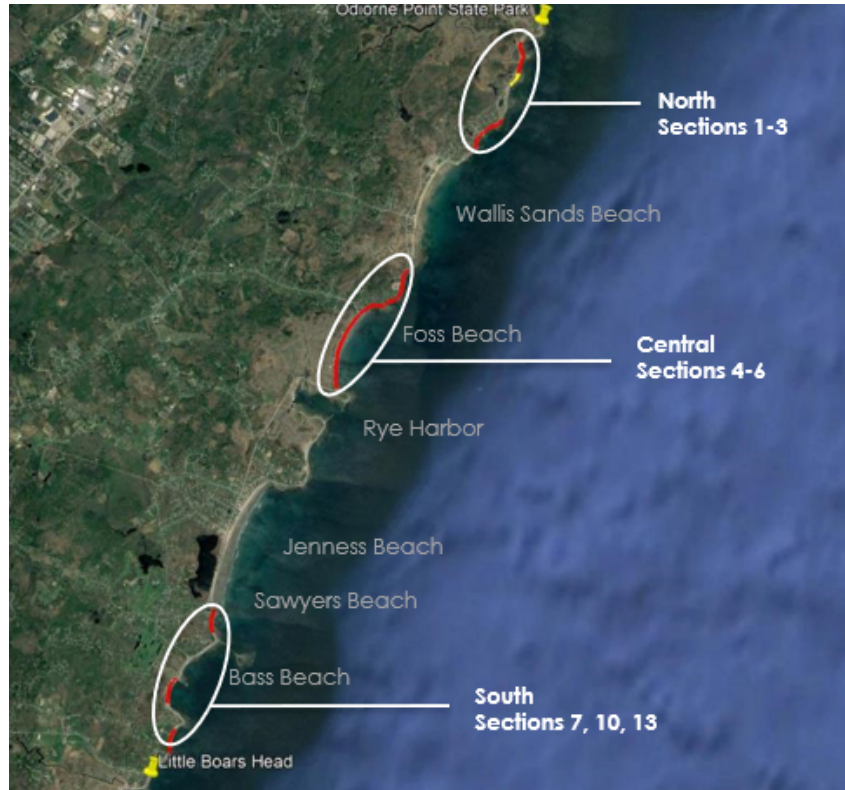 Odiorne Point State Park
North
Sections 1-3
Wallis Sands Beach
Foss Beach
Central
Sections 4-6
Rye Harbor
Jenness Beach
Sawyers Beach
Bass Beach
South
Sections 7, 10, 13
Little Boars Head